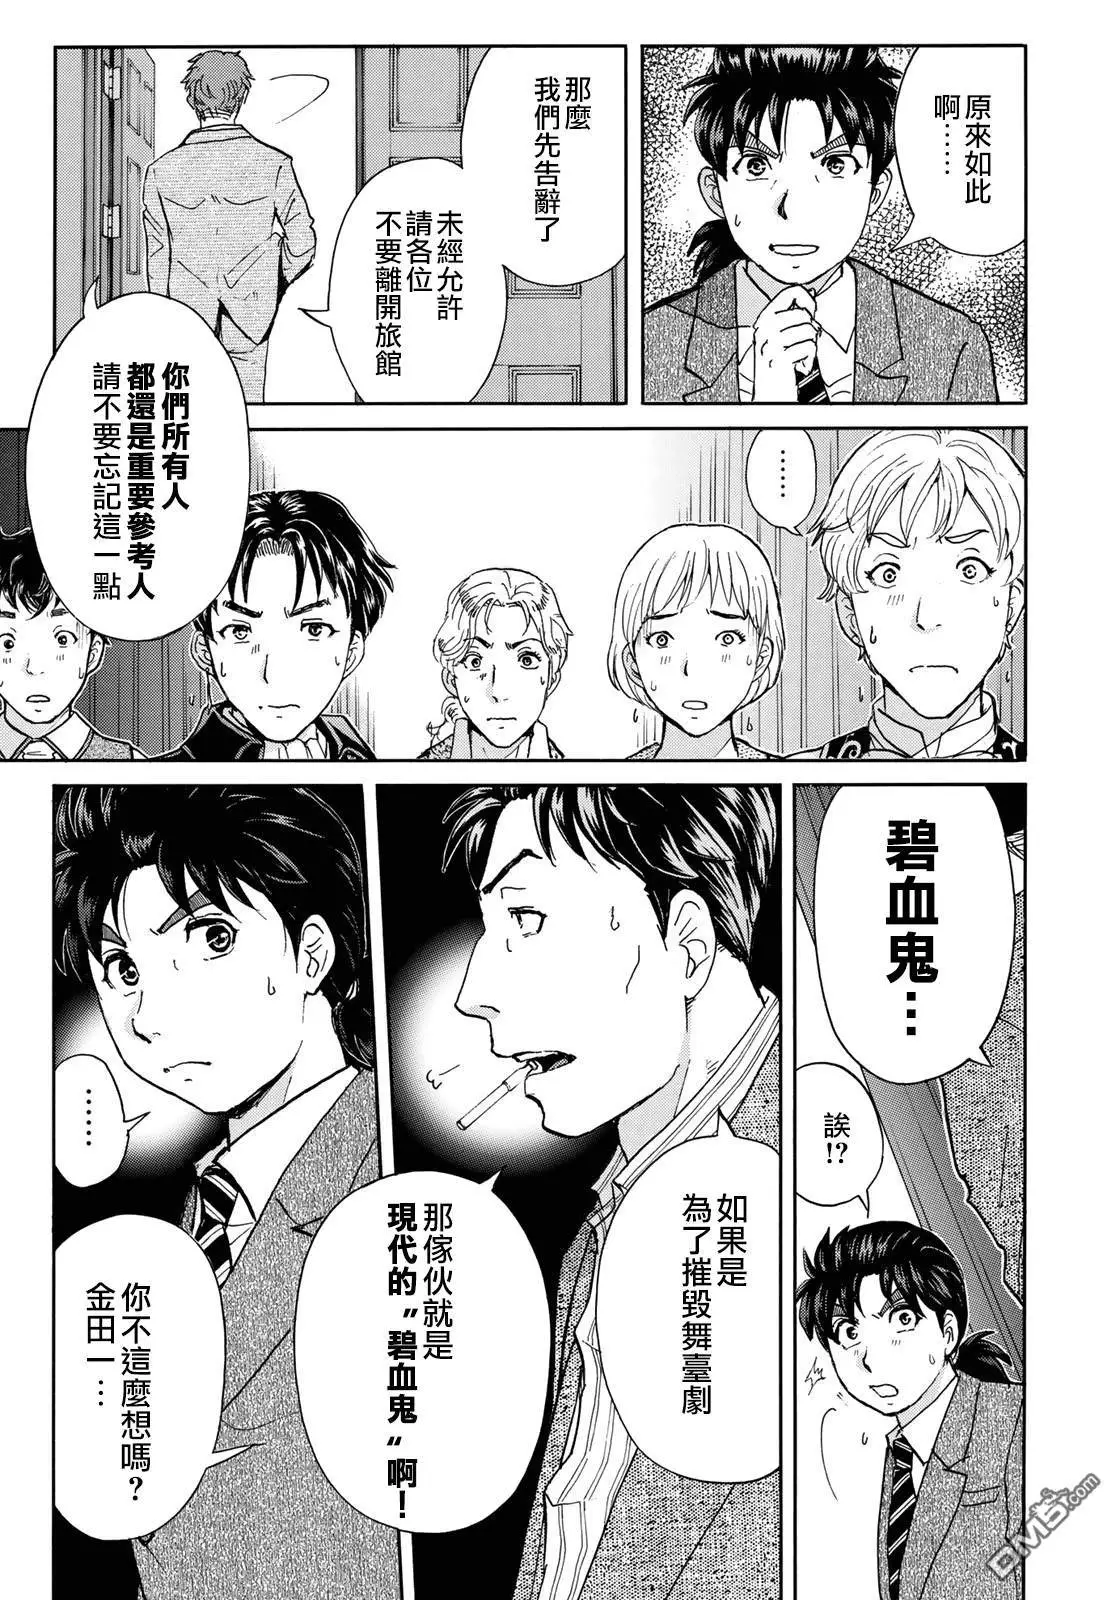 原來如此
啊……
那麼
我們先告辭了
未經允許
請各位
不要離開旅館
你們所有人
都還是重要參考人
請不要忘記這一點
……
碧血鬼…
誒!?
如果是
為了摧毀舞臺劇
那傢伙就是
現代的"碧血鬼"啊！
……
你不這麼想嗎？
金田一…
DM5.com